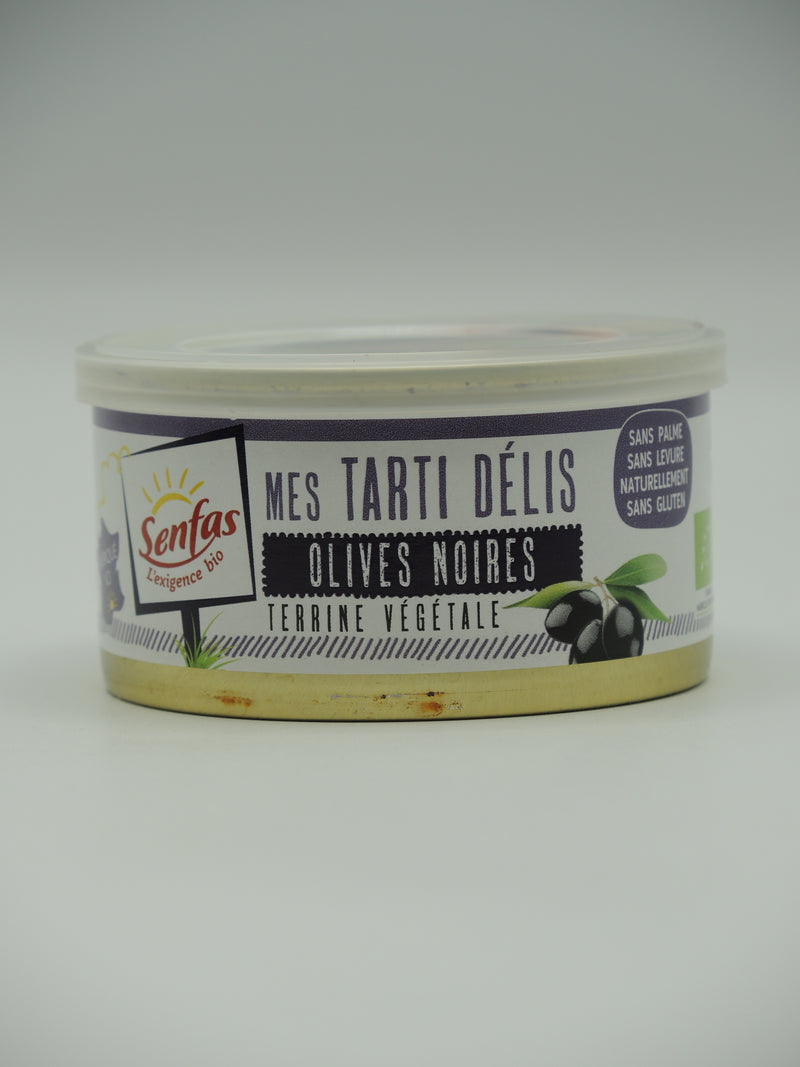 Senfas
L'exigence bio
MES TARTI DÉLIS
OLIVES NOIRES
TERRINE VÉGÉTALE
SANS PALME
SANS LEVURE
NATURELLEMENT
SANS GLUTEN